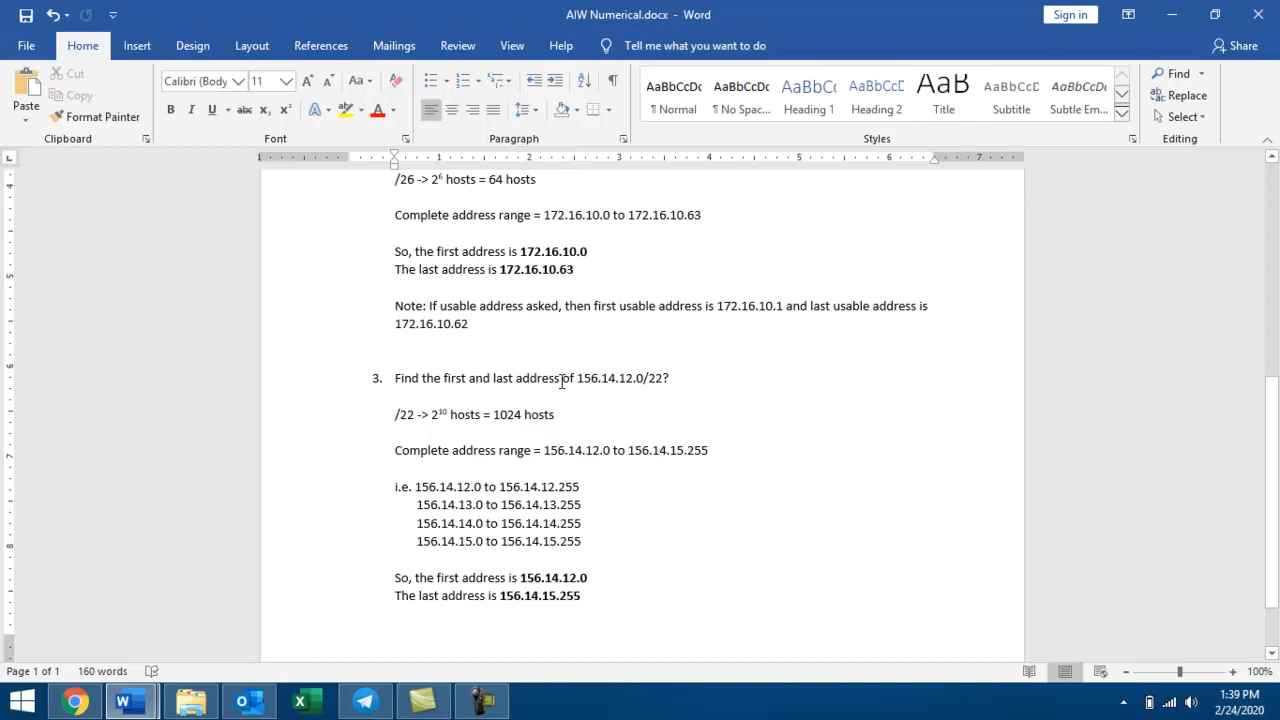 AIW Numerical.docx - Word
Sign in
File Home Insert Design Layout References Mailings Review View Help Tell me what you want to do Share
Paste
Cut
Copy
Format Painter
Clipboard
Calibri (Body 11
Font
Paragraph
AaBbCcDc AaBbCcDc AaBbCc AaBbCcD AaB AaBbCcD AaBbCcDc
¶ Normal ¶ No Spac... Heading 1 Heading 2 Title Subtitle Subtle Em...
Styles
Find
Replace
Select
Editing
1 1 2 3 4 5 6 7
/26 -> 2⁶ hosts = 64 hosts
Complete address range = 172.16.10.0 to 172.16.10.63
So, the first address is 172.16.10.0
The last address is 172.16.10.63
Note: If usable address asked, then first usable address is 172.16.10.1 and last usable address is
172.16.10.62
3. Find the first and last address of 156.14.12.0/22?
/22 -> 2¹⁰ hosts = 1024 hosts
Complete address range = 156.14.12.0 to 156.14.15.255
i.e. 156.14.12.0 to 156.14.12.255
156.14.13.0 to 156.14.13.255
156.14.14.0 to 156.14.14.255
156.14.15.0 to 156.14.15.255
So, the first address is 156.14.12.0
The last address is 156.14.15.255
Page 1 of 1 160 words
100%
1:39 PM
2/24/2020